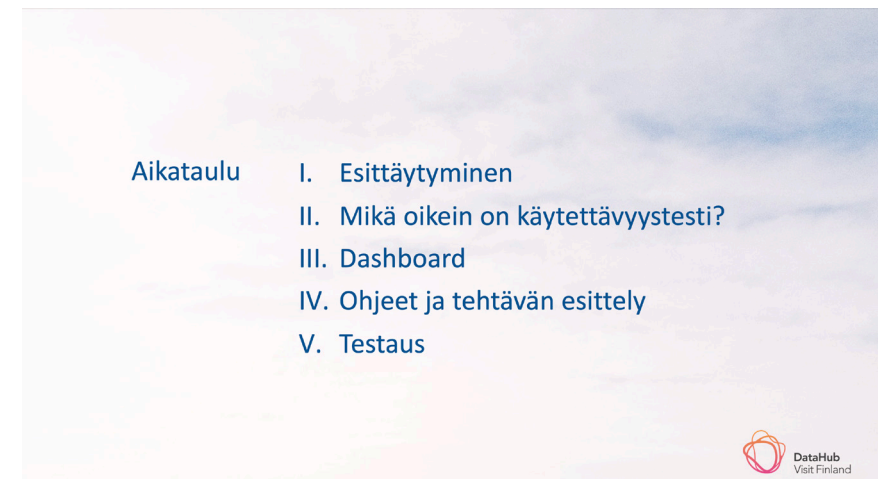 Aikataulu
I. Esittäytyminen
II. Mikä oikein on käytettävyystesti?
III. Dashboard
IV. Ohjeet ja tehtävän esittely
V. Testaus
DataHub
Visit Finland